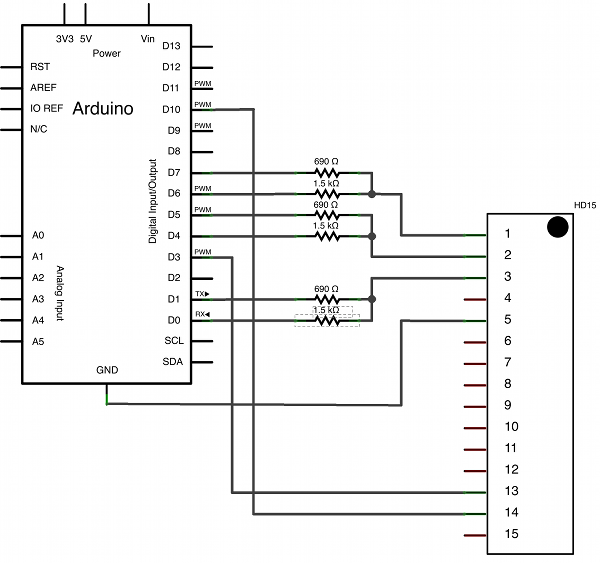 3V3 5V Vin
Power
D13
RST D12
AREF D11 PWM
IO REF Arduino D10 PWM
N/C D9 PWM
D8
Digital Input/Output
D7 690 Ω
D6 PWM 1.5 kΩ
D5 PWM 690 Ω
D4 1.5 kΩ
D3 PWM
D2
D1 TX▶ 690 Ω
D0 RX◀ 1.5 kΩ
SCL
SDA
A0
A1
A2
A3
A4
A5
Analog Input
GND
HD15
1
2
3
4
5
6
7
8
9
10
11
12
13
14
15